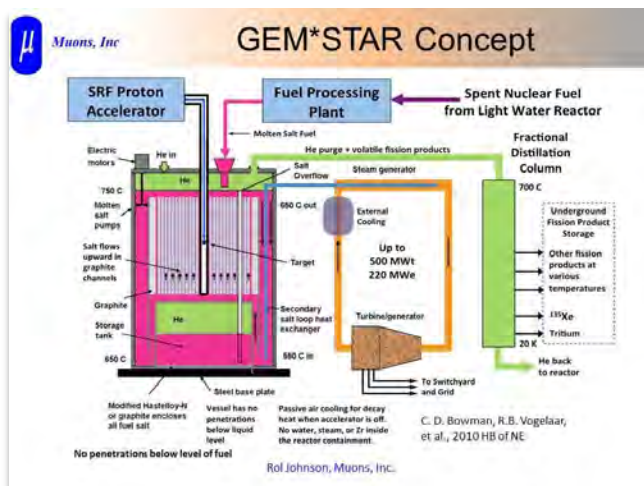 μ Muons, Inc
GEM*STAR Concept
SRF Proton
Accelerator
Fuel Processing
Plant
Spent Nuclear Fuel
from Light Water Reactor
Molten Salt Fuel
Electric
motors
He in
He
He purge + volatile fission products
Salt
Overflow
Steam generator
Fractional
Distillation
Column
750 C
650 C out
700 C
Molten
salt
pumps
External
Cooling
Underground
Fission Product
Storage
Salt flows
upward in
graphite
channels
Target
Up to
500 MWt
220 MWe
Other fission
products at
various
temperatures
Graphite
He
Secondary
salt loop heat
exchanger
Turbine/generator
135Xe
Storage
tank
Tritium
650 C
550 C in
20 K
Steel base plate
To Switchyard
and Grid
He back
to reactor
Modified Hastelloy-N
or graphite encloses
all fuel salt
Vessel has no
penetrations
below liquid
level
Passive air cooling for decay
heat when accelerator is off.
No water, steam, or Zr inside
the reactor containment.
C. D. Bowman, R.B. Vogelaar,
et al., 2010 HB of NE
No penetrations below level of fuel
Rol Johnson, Muons, Inc.